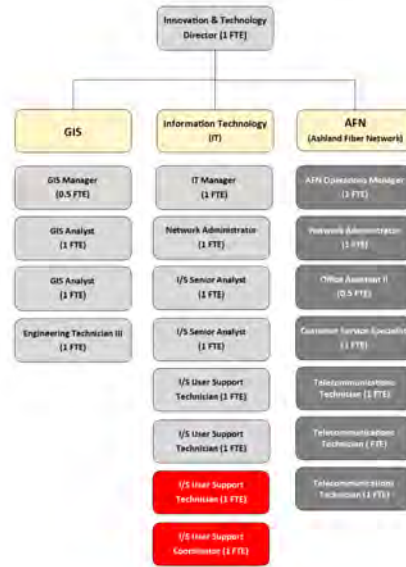 Innovation & Technology
Director (1 FTE)
GIS
Information Technology
(IT)
AFN
(Ashland Fiber Network)
GIS Manager
(0.5 FTE)
GIS Analyst
(1 FTE)
GIS Analyst
(1 FTE)
Engineering Technician III
(1 FTE)
IT Manager
(1 FTE)
Network Administrator
(1 FTE)
I/S Senior Analyst
(1 FTE)
I/S Senior Analyst
(1 FTE)
I/S User Support
Technician (1 FTE)
I/S User Support
Technician (1 FTE)
I/S User Support
Technician (1 FTE)
I/S User Support
Coordinator (1 FTE)
AFN Operations Manager
(1 FTE)
Network Administrator
(1 FTE)
Office Assistant II
(0.5 FTE)
Customer Service Specialist
(1 FTE)
Telecommunications
Technician (1 FTE)
Telecommunications
Technician ( FTE)
Telecommunications
Technician (1 FTE)